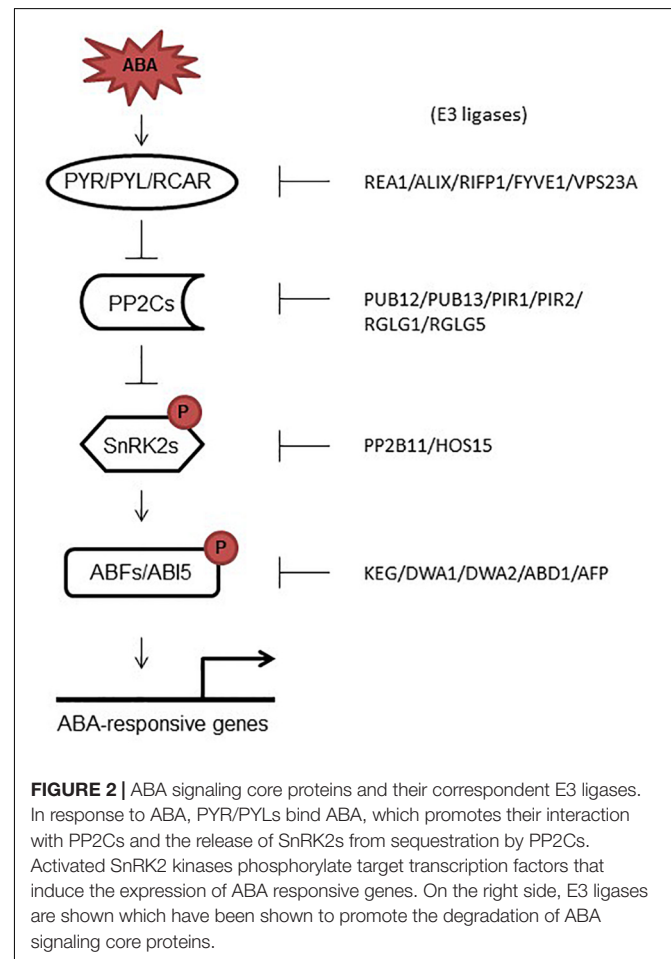 ABA
(E3 ligases)
PYR/PYL/RCAR
REA1/ALIX/RIFP1/FYVE1/VPS23A
PP2Cs
PUB12/PUB13/PIR1/PIR2/
RGLG1/RGLG5
P
SnRK2s
PP2B11/HOS15
P
ABFs/ABI5
KEG/DWA1/DWA2/ABD1/AFP
ABA-responsive genes
FIGURE 2 | ABA signaling core proteins and their correspondent E3 ligases.
In response to ABA, PYR/PYLs bind ABA, which promotes their interaction
with PP2Cs and the release of SnRK2s from sequestration by PP2Cs.
Activated SnRK2 kinases phosphorylate target transcription factors that
induce the expression of ABA responsive genes. On the right side, E3 ligases
are shown which have been shown to promote the degradation of ABA
signaling core proteins.